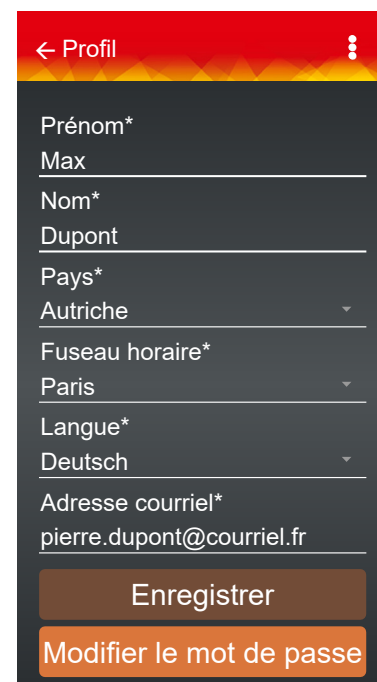 ← Profil
Prénom*
Max
Nom*
Dupont
Pays*
Autriche
Fuseau horaire*
Paris
Langue*
Deutsch
Adresse courriel*
pierre.dupont@courriel.fr
Enregistrer
Modifier le mot de passe